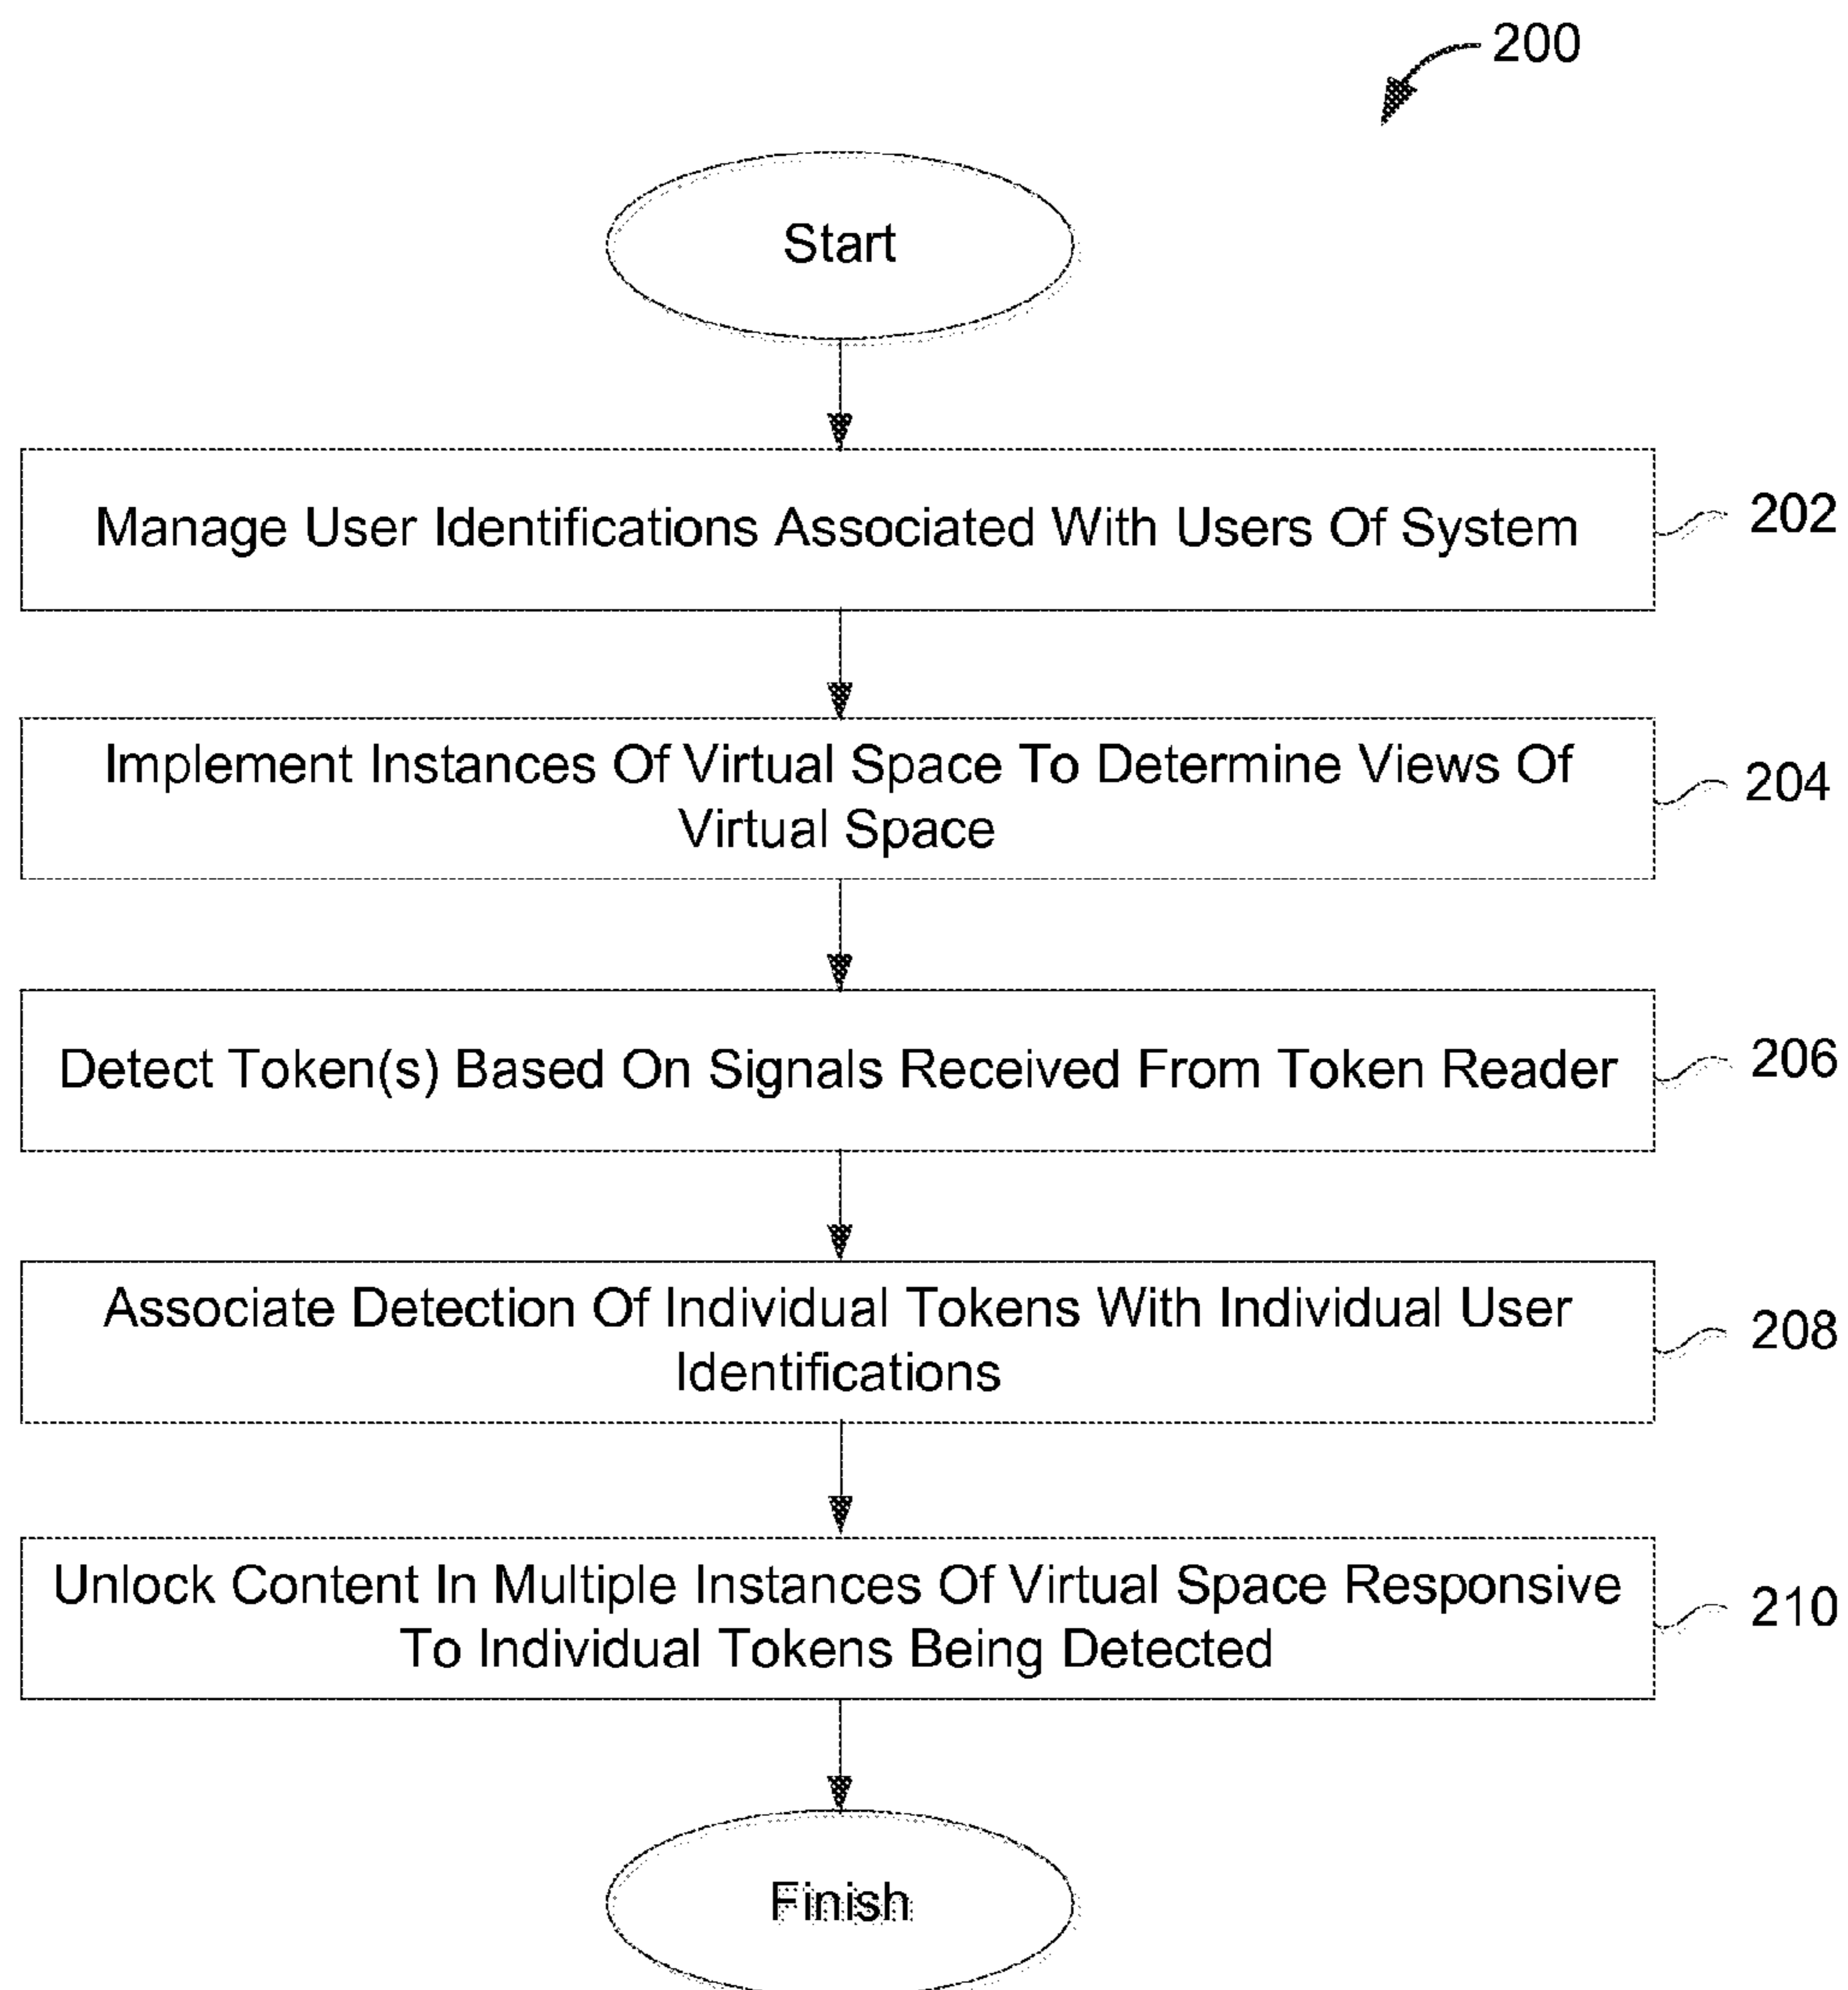 200
Start
Manage User Identifications Associated With Users Of System
202
Implement Instances Of Virtual Space To Determine Views Of
Virtual Space
204
Detect Token(s) Based On Signals Received From Token Reader
206
Associate Detection Of Individual Tokens With Individual User
Identifications
208
Unlock Content In Multiple Instances Of Virtual Space Responsive
To Individual Tokens Being Detected
210
Finish